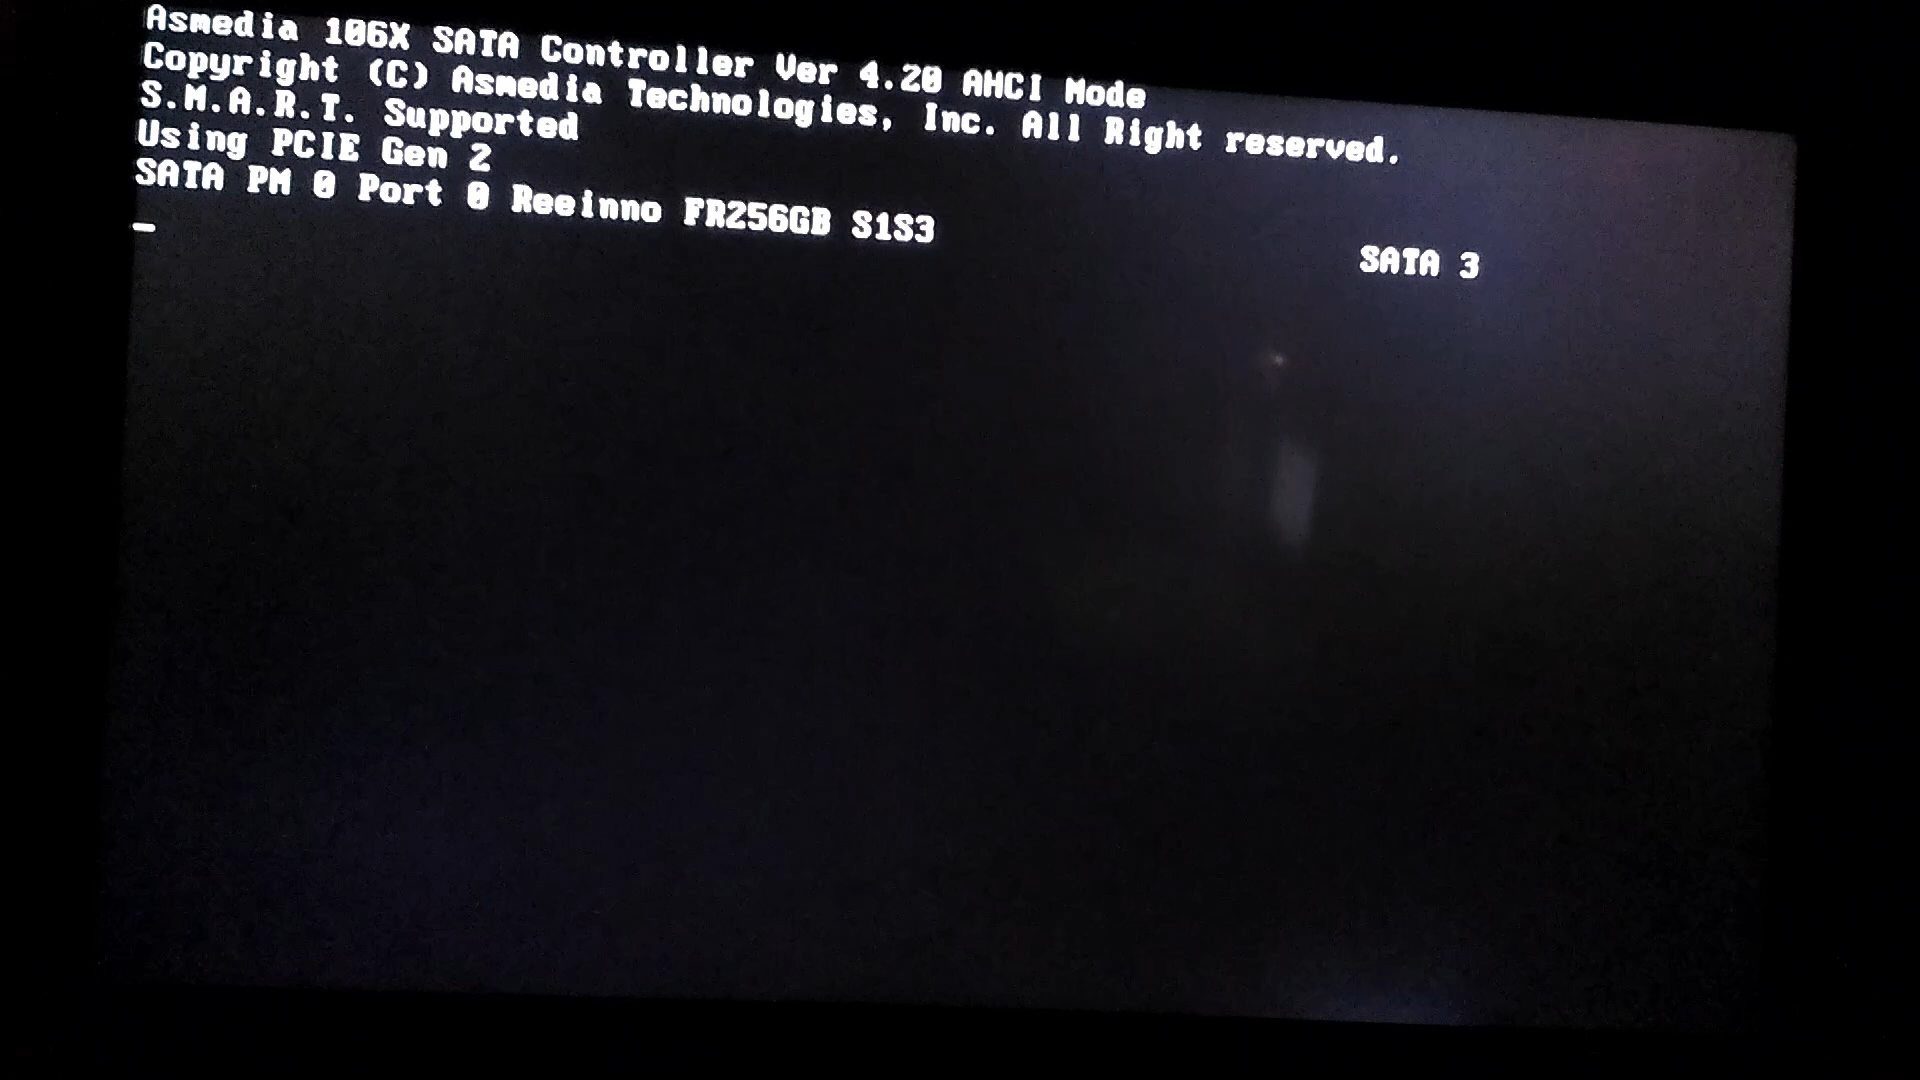 Asmedia 106X SATA Controller Ver 4.20 AHCI Mode
Copyright (C) Asmedia Technologies, Inc. All Right reserved.
S.M.A.R.T. Supported
Using PCIE Gen 2
SATA PM 0 Port 0 Reeinno FR256GB S1S3 SATA 3